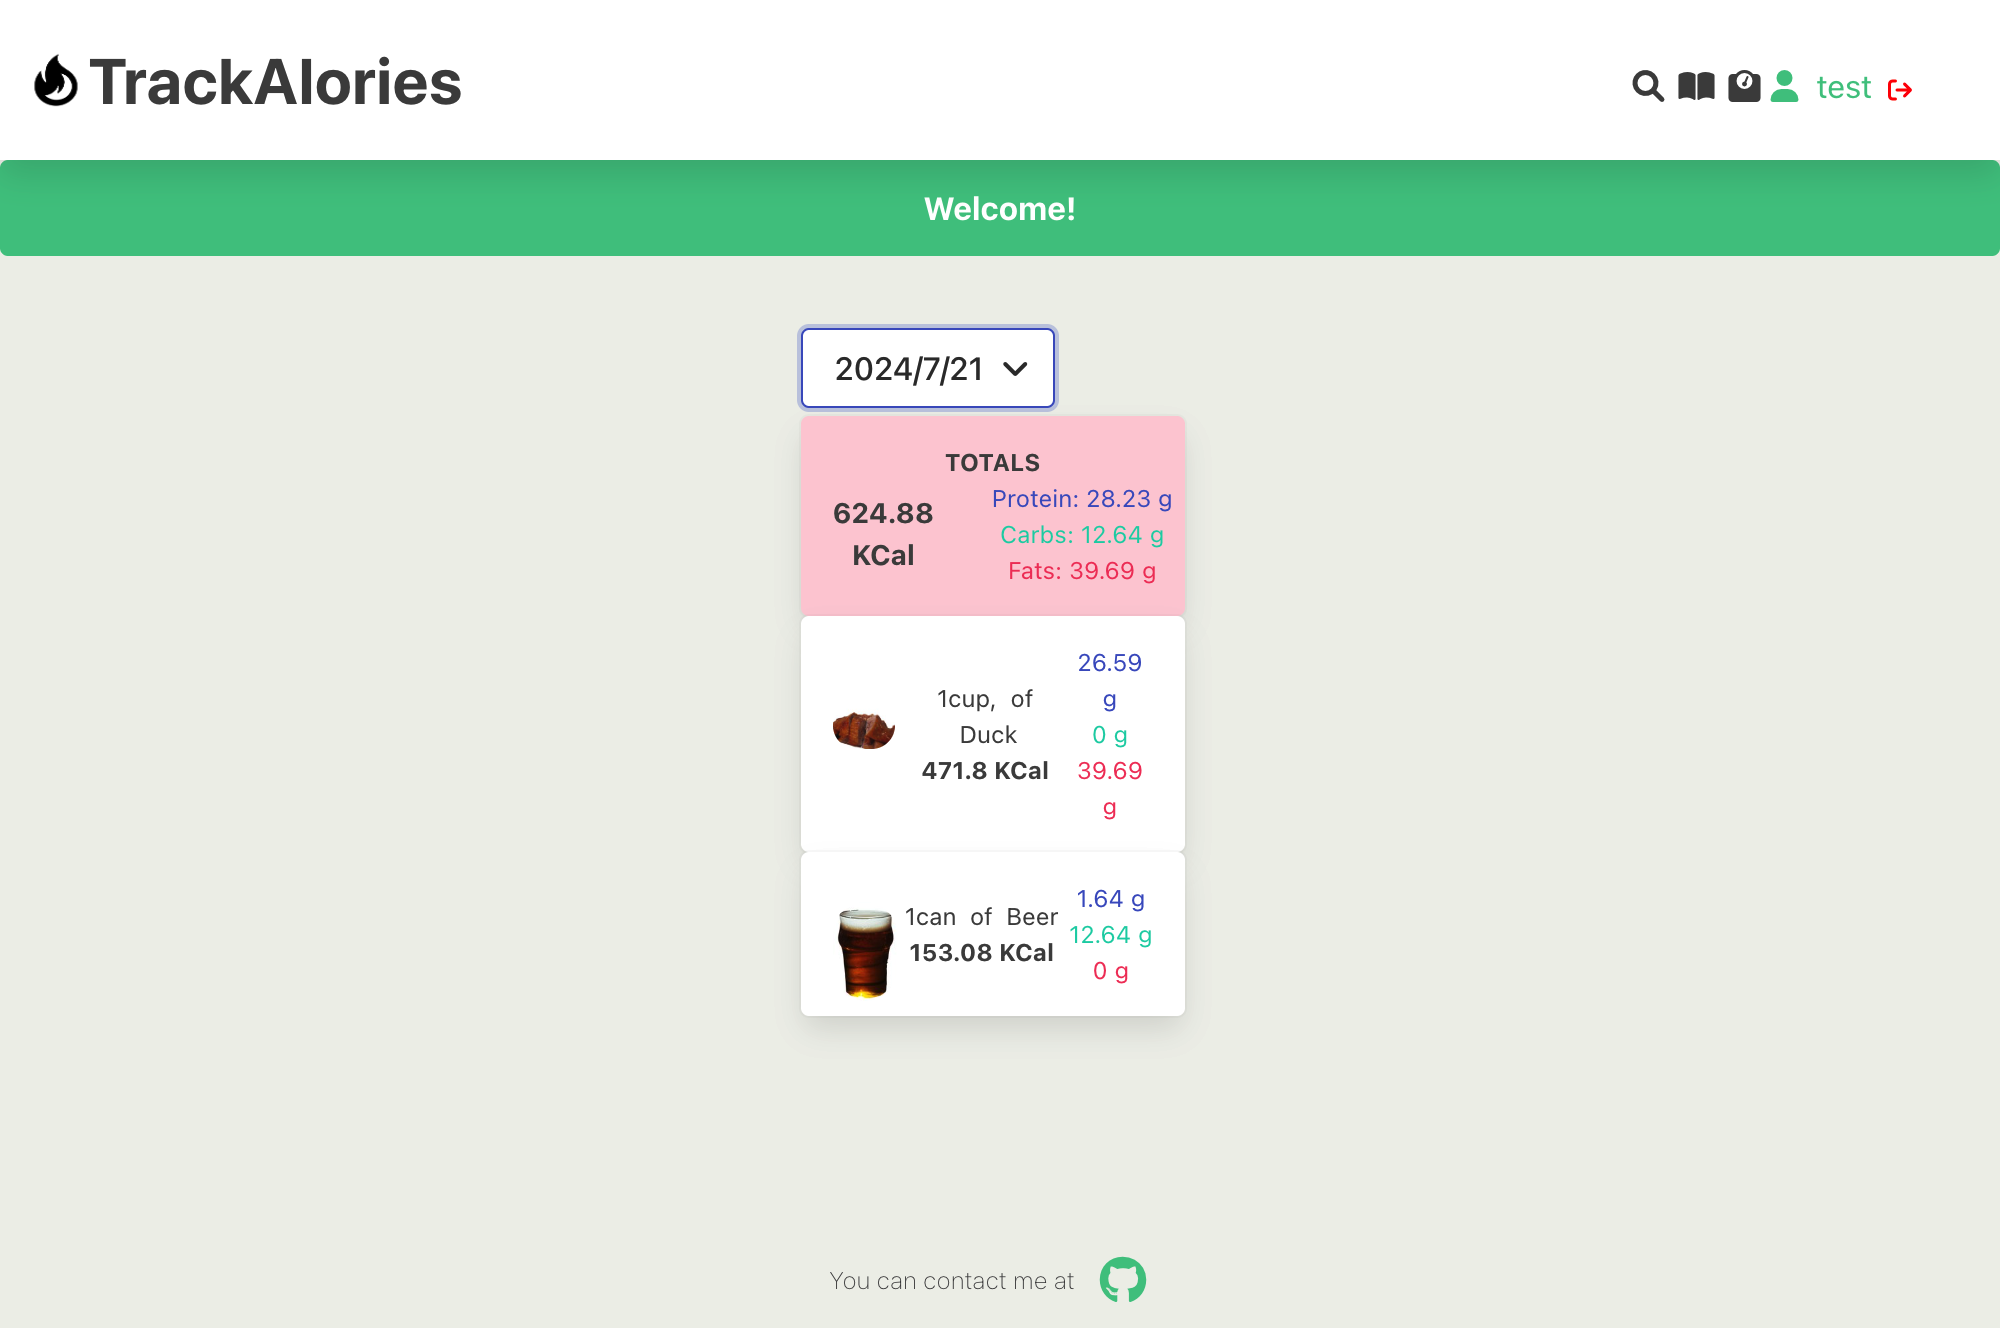 TrackAlories
test
Welcome!
2024/7/21
TOTALS
624.88
KCal
Protein: 28.23 g
Carbs: 12.64 g
Fats: 39.69 g
1cup, of
Duck
471.8 KCal
26.59
g
0 g
39.69
g
1can of Beer
153.08 KCal
1.64 g
12.64 g
0 g
You can contact me at